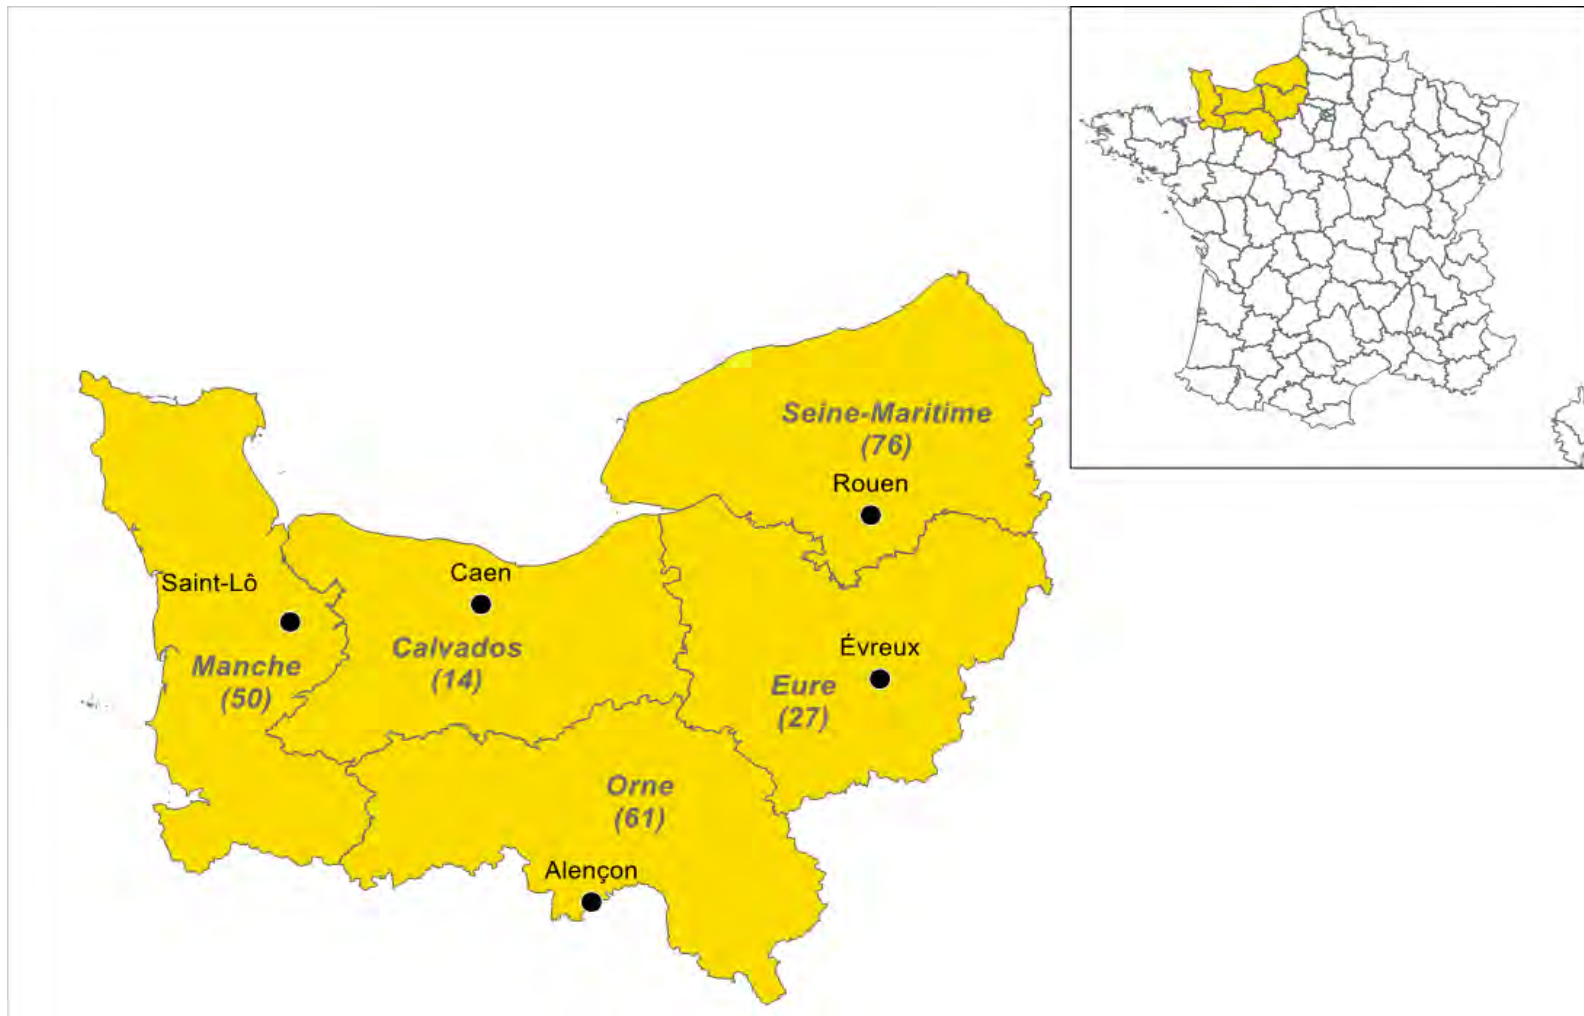 Seine-Maritime
(76)
Rouen
Saint-Lô
Caen
Manche
(50)
Calvados
(14)
Évreux
Eure
(27)
Orne
(61)
Alençon